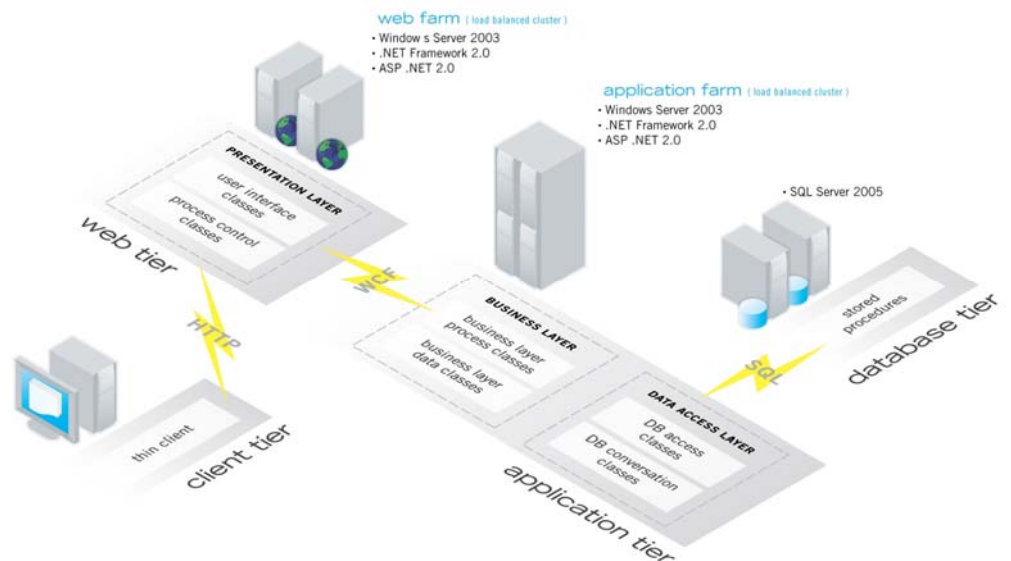 web farm ( load balanced cluster )
• Window s Server 2003
• .NET Framework 2.0
• ASP .NET 2.0
application farm ( load balanced cluster )
• Windows Server 2003
• .NET Framework 2.0
• ASP .NET 2.0
• SQL Server 2005
PRESENTATION LAYER
user interface
classes
process control
classes
web tier
WCF
HTTP
BUSINESS LAYER
business layer
process classes
business layer
data classes
stored
procedures
database tier
SQL
DATA ACCESS LAYER
DB access
classes
DB conversation
classes
application tier
thin client
client tier